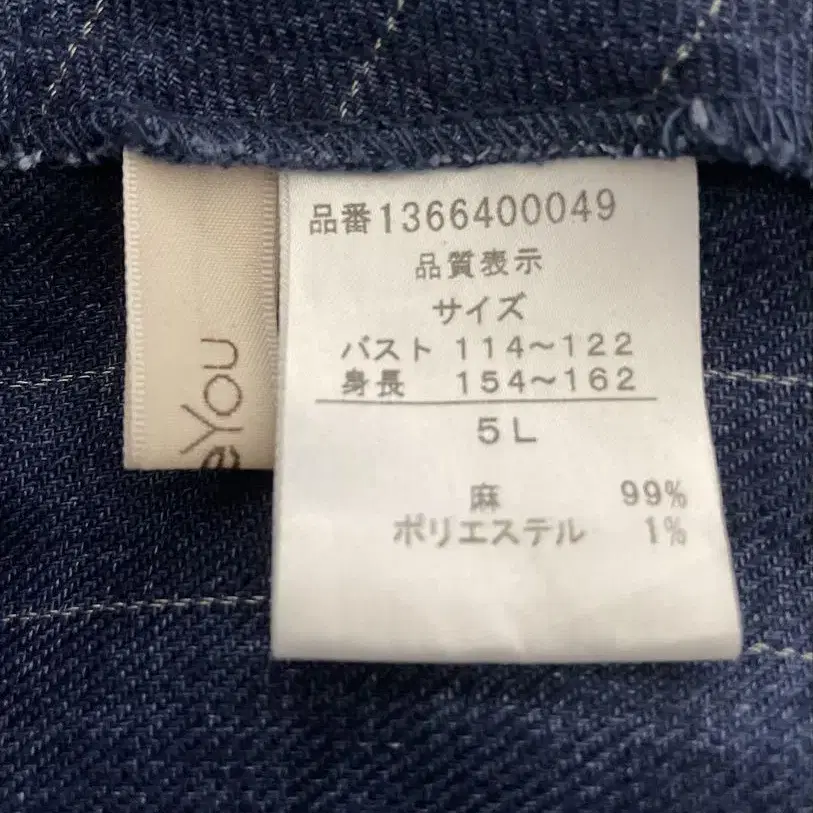 品番1366400049
品質表示
サイズ
バスト 114～122
身長 154～162
5L
麻 99%
ポリエステル 1%
eYou